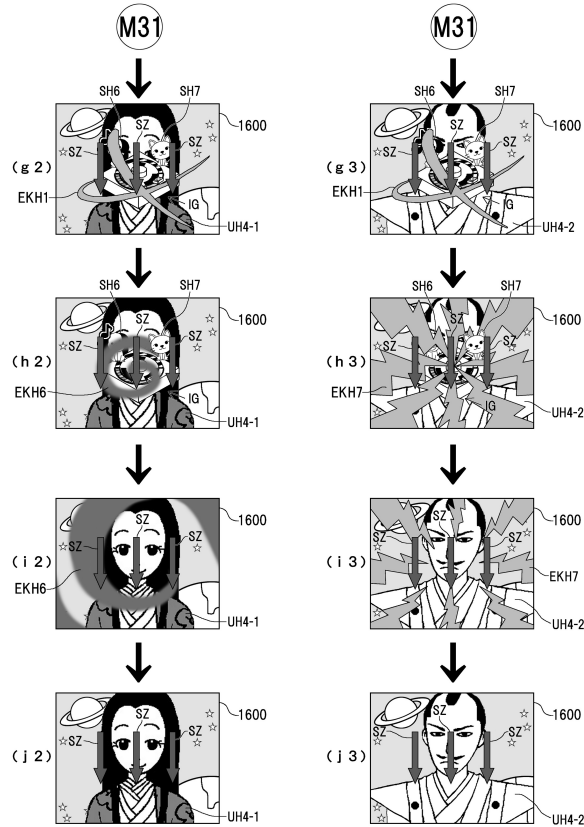 M31 M31
SH6 SZ SH7 SH6 SZ SH7
1600 1600
(g2) SZ SZ (g3) SZ SZ
EKH1 IG EKH1 IG
UH4-1 UH4-2
SH6 SZ SH7 SH6 SZ SH7
1600 1600
(h2) SZ SZ (h3) SZ SZ
EKH6 IG EKH7 IG
UH4-1 UH4-2
SZ SZ
1600 1600
(i2) SZ SZ (i3) SZ SZ
EKH6 EKH7
UH4-1 UH4-2
SZ SZ
1600 1600
(j2) SZ SZ (j3) SZ SZ
UH4-1 UH4-2